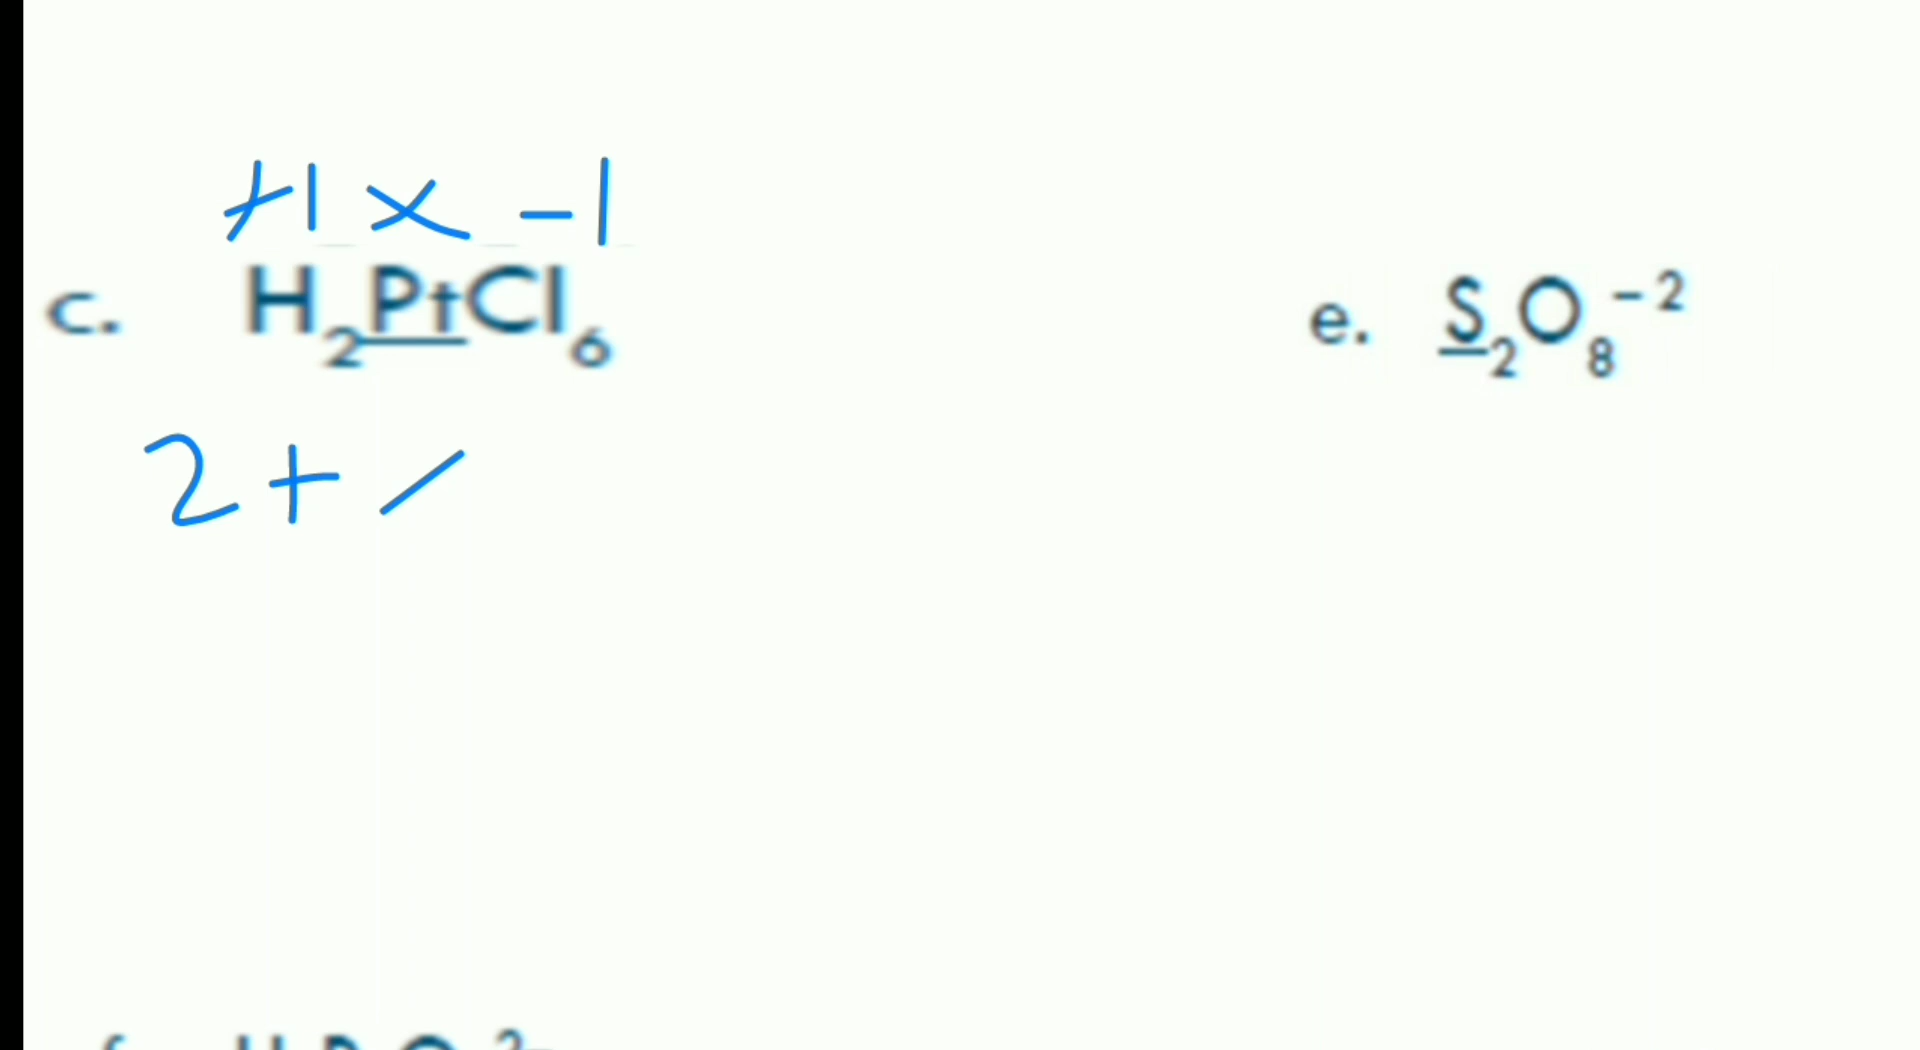 +1 x -1
c. H₂PtCl₆
e. S₂O₈⁻²
2 +